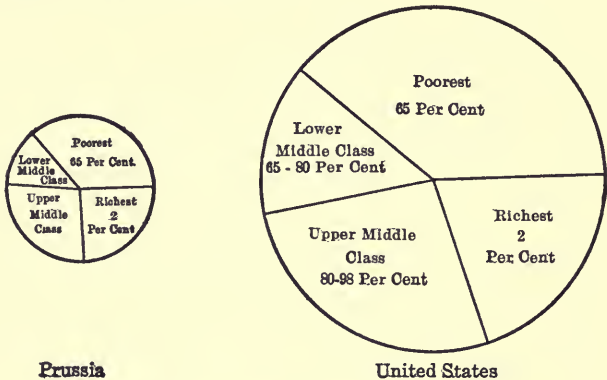 Poorest
65 Per Cent.
Lower
Middle
Class
Upper
Middle
Class
Richest
2
Per Cent
Prussia
Poorest
65 Per Cent
Lower
Middle Class
65 - 80 Per Cent
Upper Middle
Class
80-98 Per Cent
Richest
2
Per Cent
United States